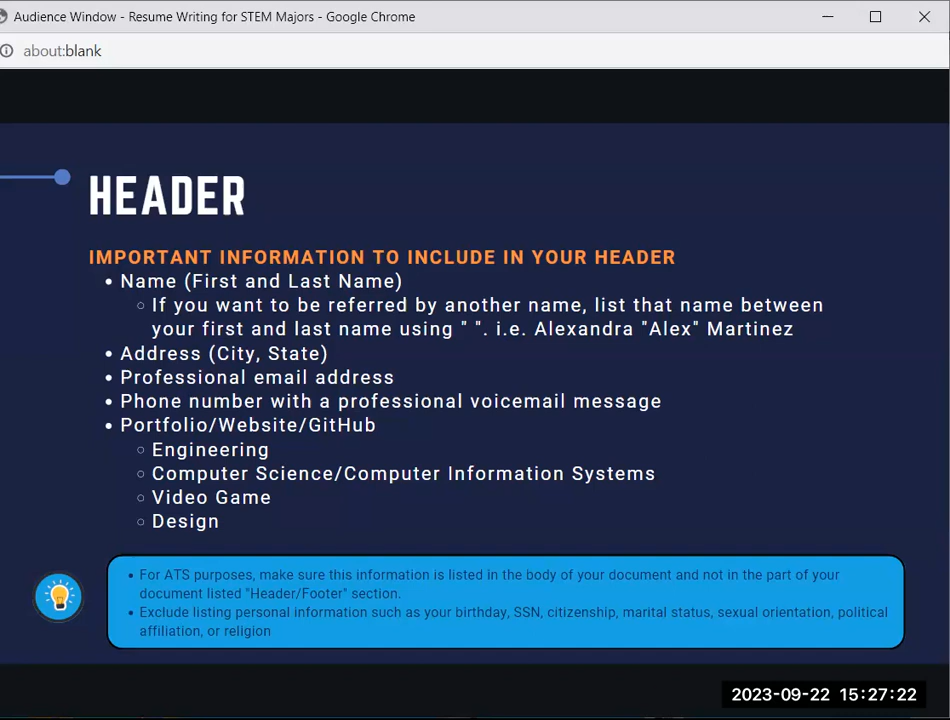 Audience Window - Resume Writing for STEM Majors - Google Chrome
about:blank
HEADER
IMPORTANT INFORMATION TO INCLUDE IN YOUR HEADER
• Name (First and Last Name)
○ If you want to be referred by another name, list that name between
your first and last name using " ". i.e. Alexandra "Alex" Martinez
• Address (City, State)
• Professional email address
• Phone number with a professional voicemail message
• Portfolio/Website/GitHub
○ Engineering
○ Computer Science/Computer Information Systems
○ Video Game
○ Design
• For ATS purposes, make sure this information is listed in the body of your document and not in the part of your
document listed "Header/Footer" section.
• Exclude listing personal information such as your birthday, SSN, citizenship, marital status, sexual orientation, political
affiliation, or religion
2023-09-22 15:27:22